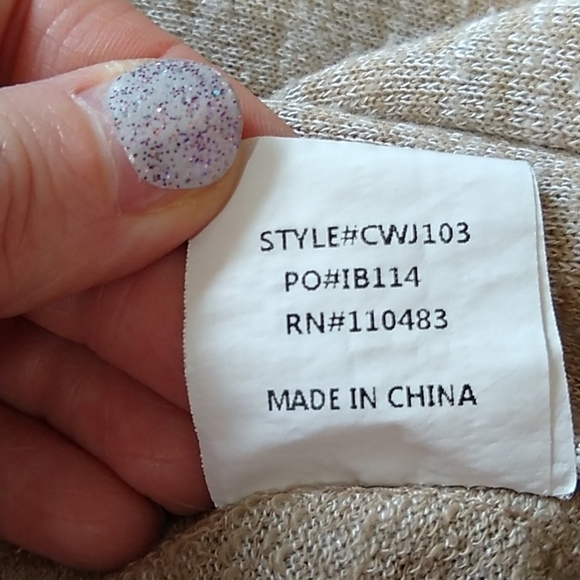 STYLE#CWJ103
PO#IB114
RN#110483
MADE IN CHINA